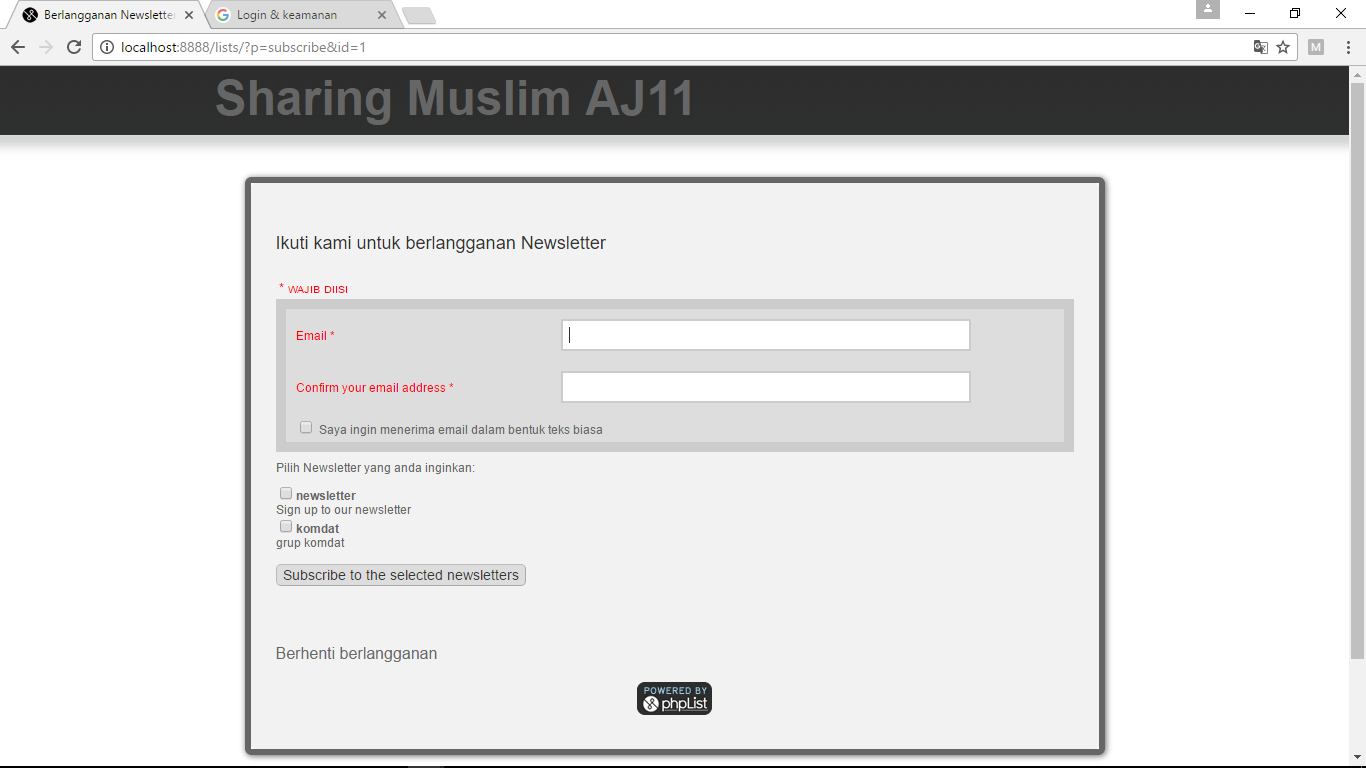 Berlangganan Newslette
Login & keamanan
localhost:8888/lists/?p=subscribe&id=1
M
Sharing Muslim AJ11
Ikuti kami untuk berlangganan Newsletter
* WAJIB DIISI
Email *
Confirm your email address *
Saya ingin menerima email dalam bentuk teks biasa
Pilih Newsletter yang anda inginkan:
newsletter
Sign up to our newsletter
komdat
grup komdat
Subscribe to the selected newsletters
Berhenti berlangganan
POWERED BY
phpList